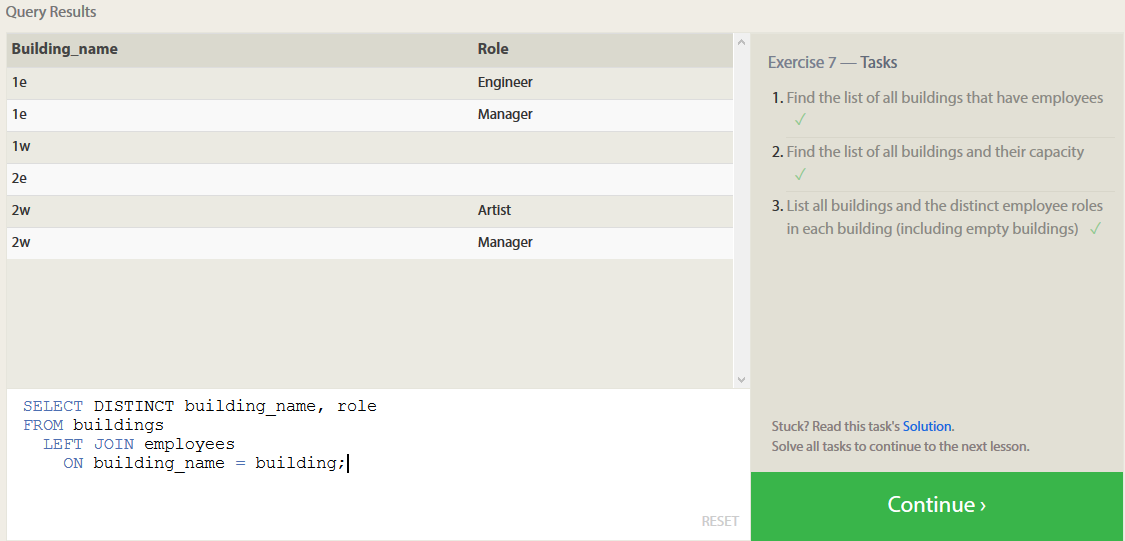 Query Results
Building_name Role
1e Engineer
1e Manager
1w
2e
2w Artist
2w Manager
SELECT DISTINCT building_name, role
FROM buildings
LEFT JOIN employees
ON building_name = building;
RESET
Exercise 7 — Tasks
1. Find the list of all buildings that have employees
✓
2. Find the list of all buildings and their capacity
✓
3. List all buildings and the distinct employee roles
in each building (including empty buildings) ✓
Stuck? Read this task's Solution.
Solve all tasks to continue to the next lesson.
Continue ›